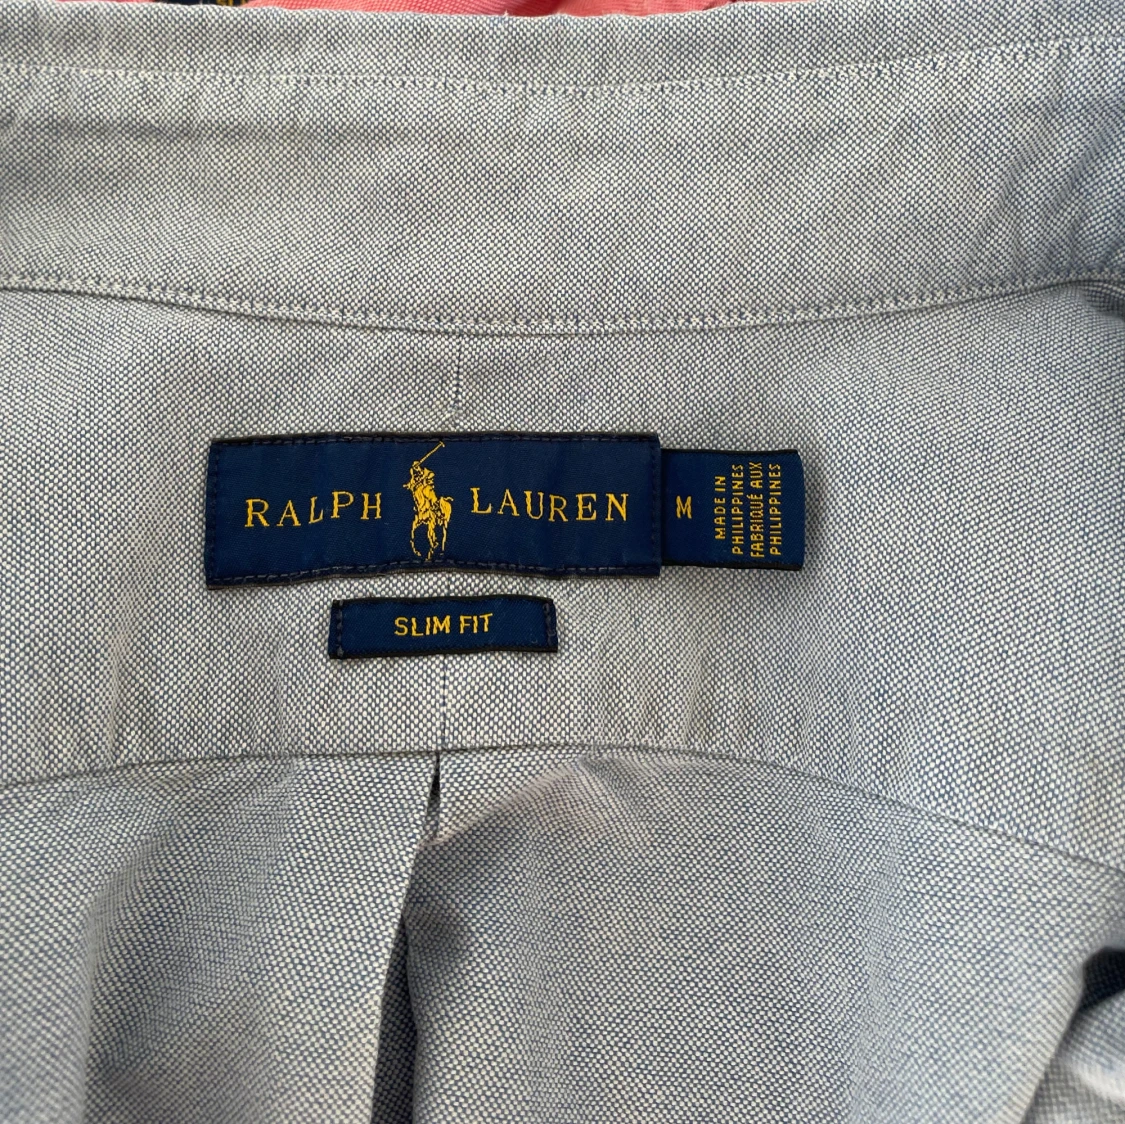 RALPH LAUREN
M
MADE IN
PHILIPPINES
FABRIQUÉ AUX
PHILIPPINES
SLIM FIT